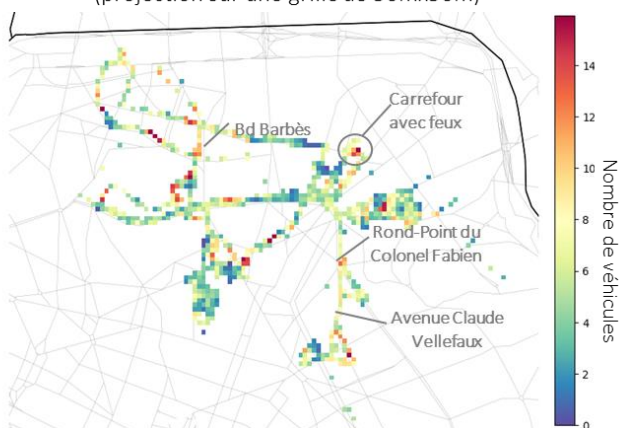 (projection sur une grille de
Bd Barbès
Carrefour
avec feux
Rond-Point du
Colonel Fabien
Avenue Claude
Vellefaux
14
12
10
8
6
4
2
0
Nombre de véhicules